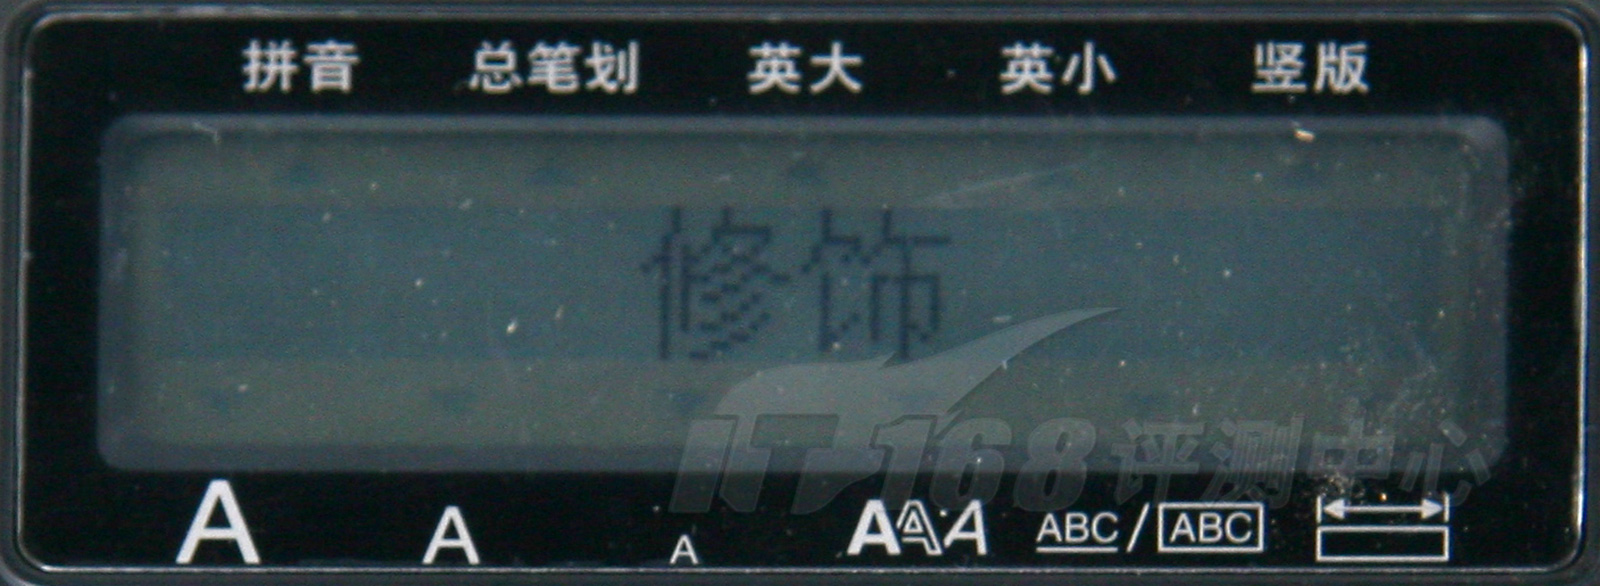 拼音 总笔划 英大 英小 竖版
修饰
IT168评测中心
A A A AAA ABC/ABC